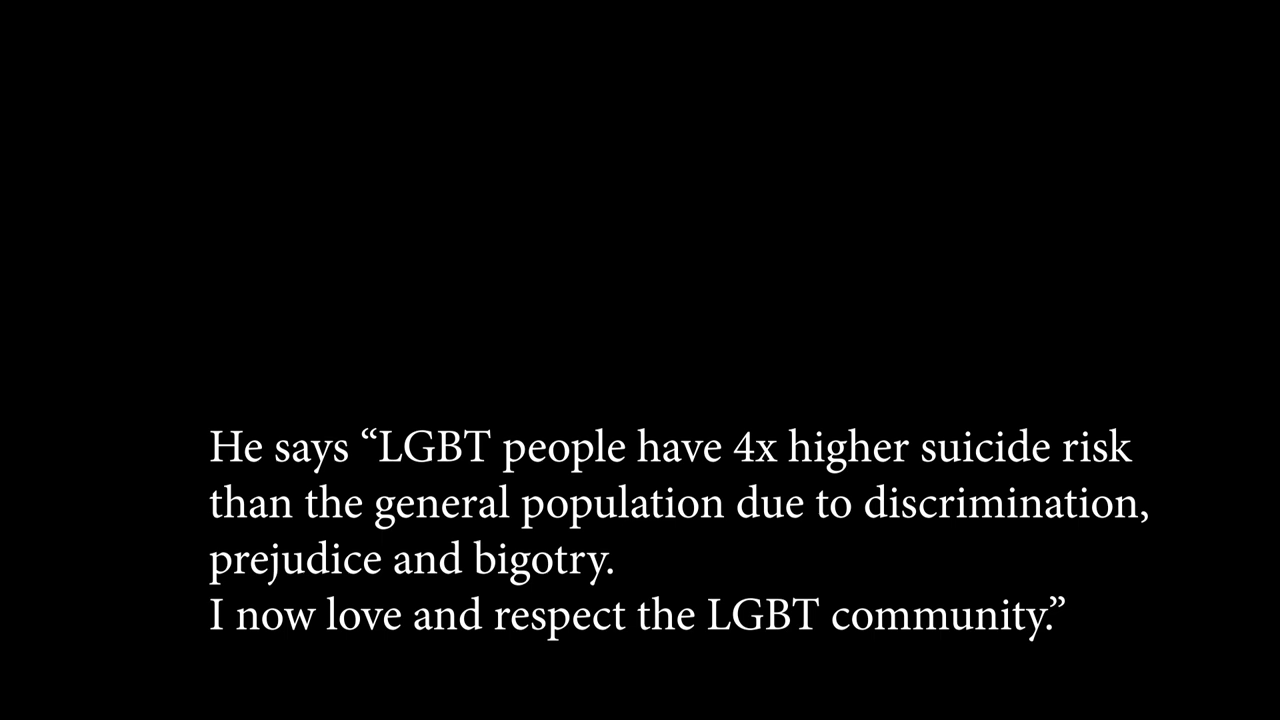 He says “LGBT people have 4x higher suicide risk
than the general population due to discrimination,
prejudice and bigotry.
I now love and respect the LGBT community.”